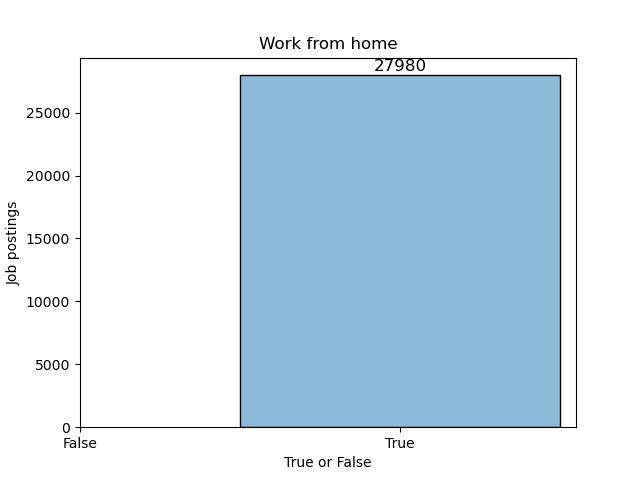 Work from home
27980
25000
20000
15000
10000
5000
0
Job postings
False
True
True or False